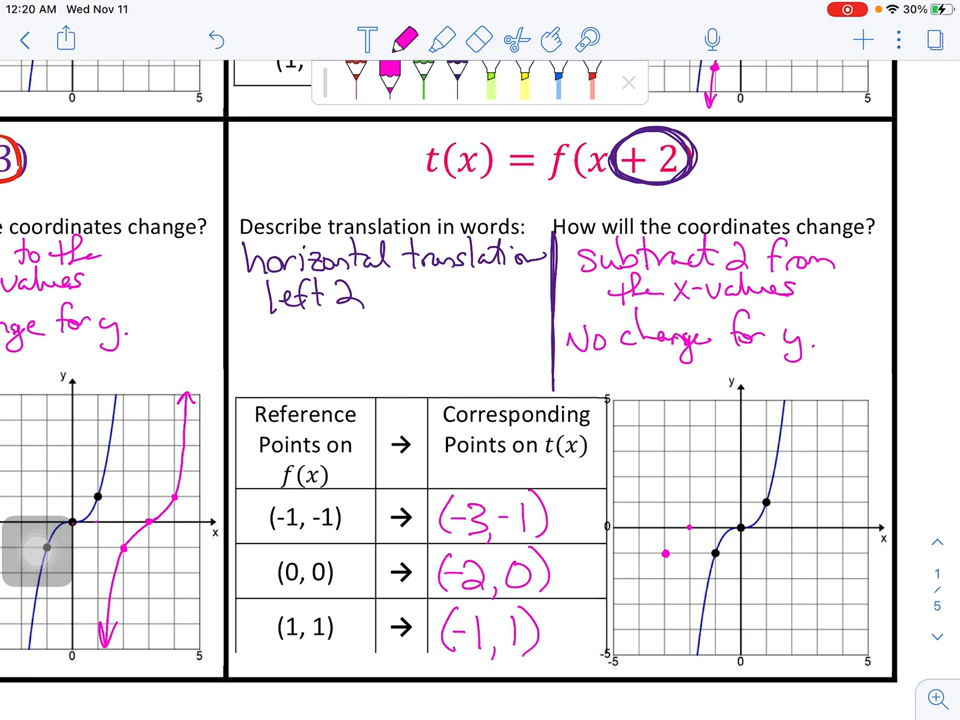 12:20 AM Wed Nov 11
30%
T
0
5
(1,
0
5
3)
t(x) = f(x + 2)
e coordinates change?
to the
values
nge for y.
Describe translation in words:
horizontal translation
left 2
How will the coordinates change?
subtract 2 from
the x-values
No change for y.
y
x
0
5
Reference
Points on
f(x)
→
Corresponding
Points on t(x)
(-1, -1)
→
(-3, -1)
(0, 0)
→
(-2, 0)
(1, 1)
→
(-1, 1)
y
5
0
x
-5
-5
0
5
1
/
5